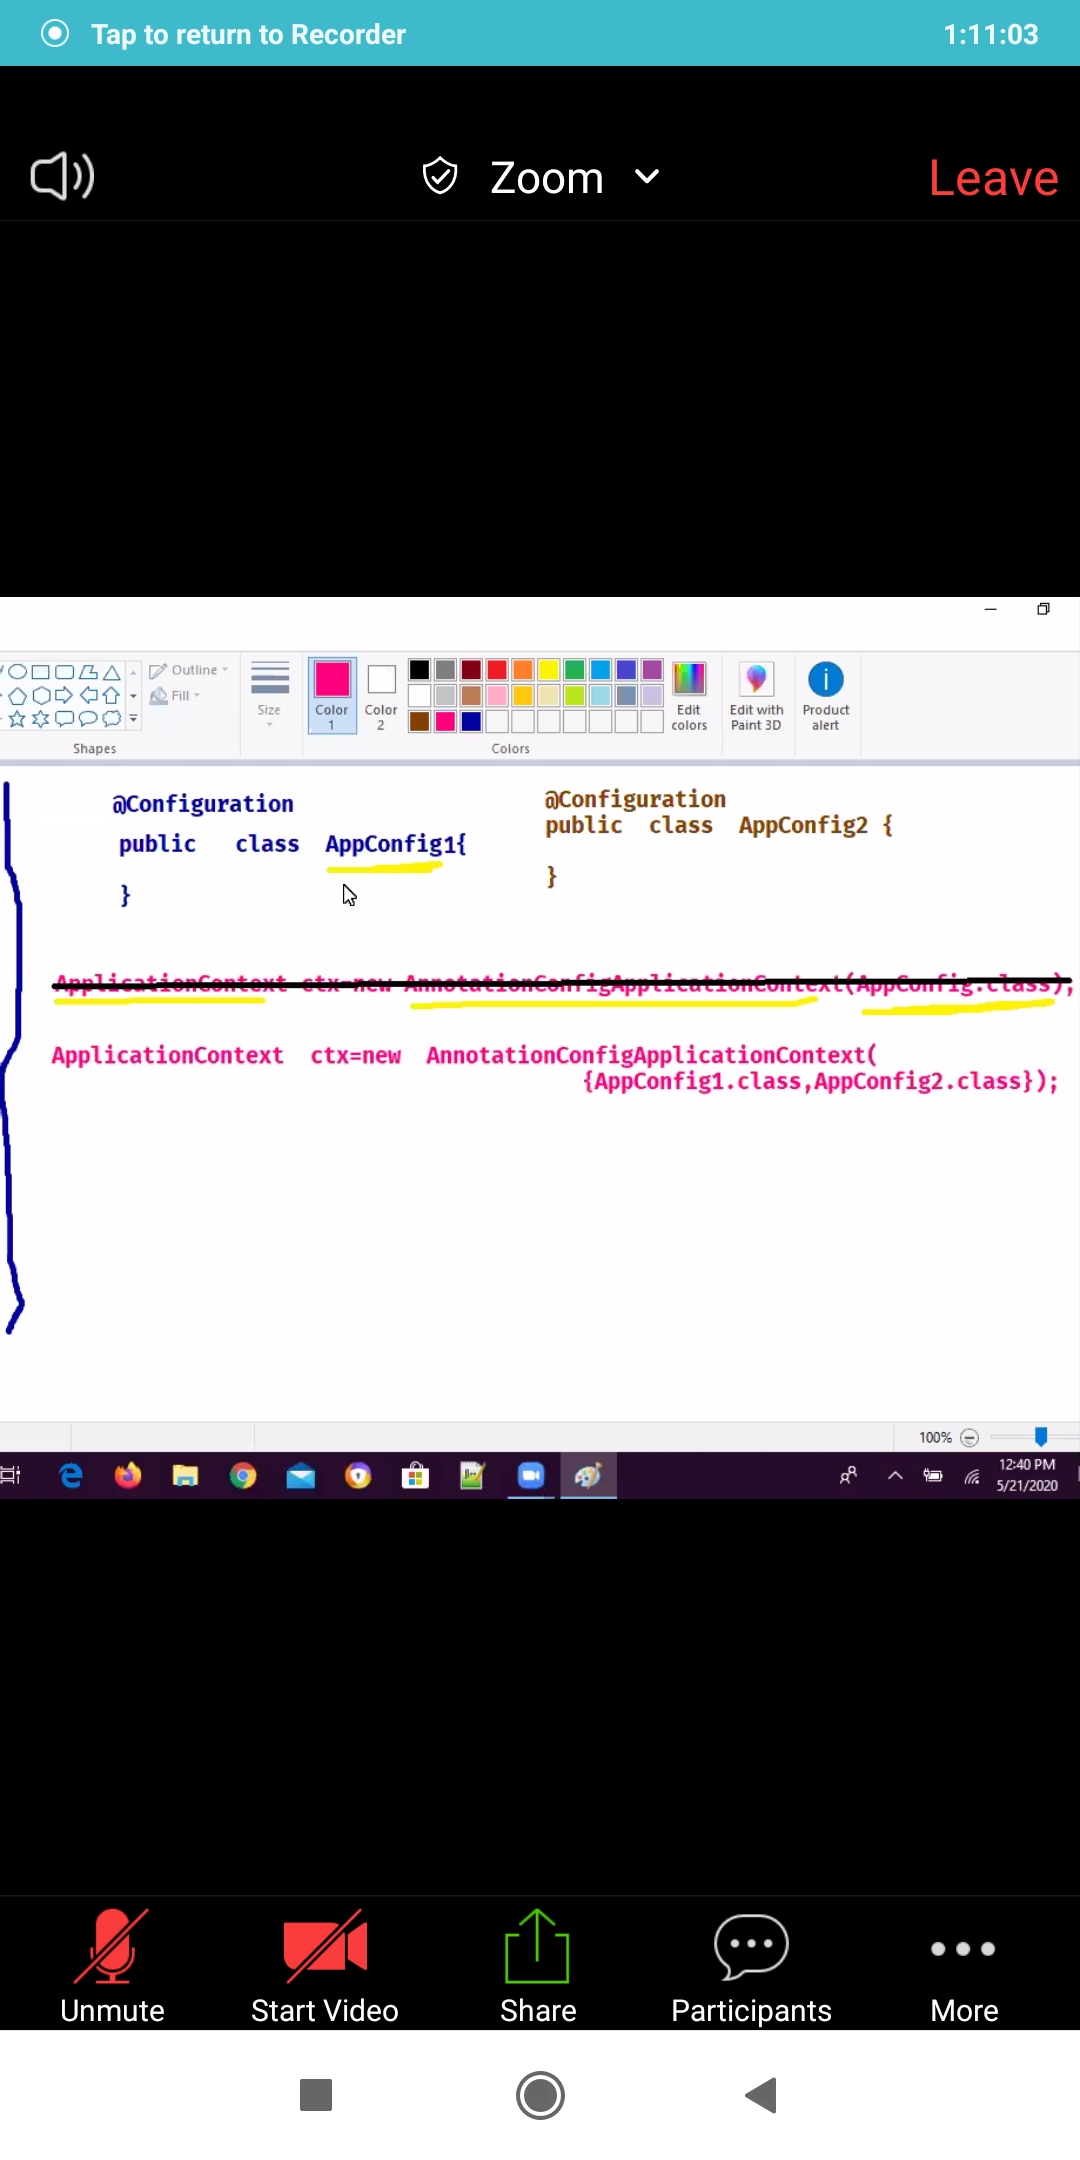 Tap to return to Recorder 1:11:03
Zoom Leave
Outline
Fill
Size
Color 1
Color 2
Edit colors
Edit with Paint 3D
Product alert
Shapes
Colors
@Configuration
public class AppConfig1{
}
@Configuration
public class AppConfig2 {
}
ApplicationContext ctx=new AnnotationConfigApplicationContext(AppConfig.class);
ApplicationContext ctx=new AnnotationConfigApplicationContext(
{AppConfig1.class,AppConfig2.class});
100%
12:40 PM
5/21/2020
Unmute Start Video Share Participants More